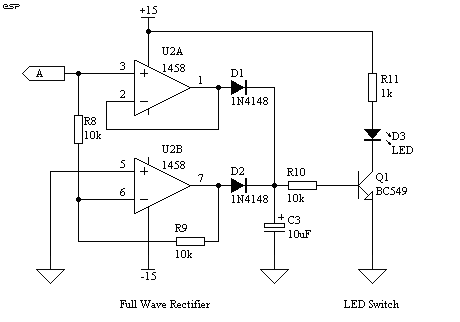 esp
+15
U2A
1458
A
3
2
1
D1
1N4148
R11
1k
R8
10k
D3
LED
U2B
1458
5
6
7
D2
1N4148
R10
10k
Q1
BC549
+
C3
10uF
R9
10k
-15
Full Wave Rectifier
LED Switch